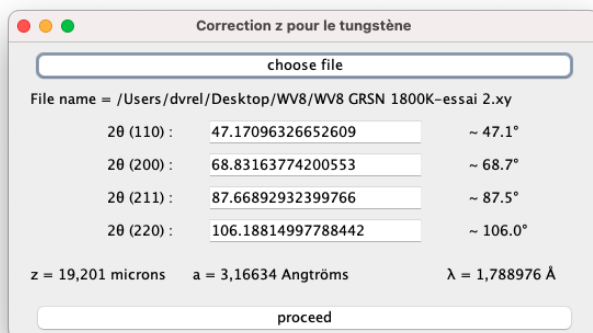 Correction z pour le tungstène
choose file
File name = /Users/dvrel/Desktop/WV8/WV8 GRSN 1800K-essai 2.xy
2θ (110) : 47.17096326652609 ~ 47.1°
2θ (200) : 68.83163774200553 ~ 68.7°
2θ (211) : 87.66892932399766 ~ 87.5°
2θ (220) : 106.18814997788442 ~ 106.0°
z = 19,201 microns a = 3,16634 Angtröms λ = 1,788976 Å
proceed